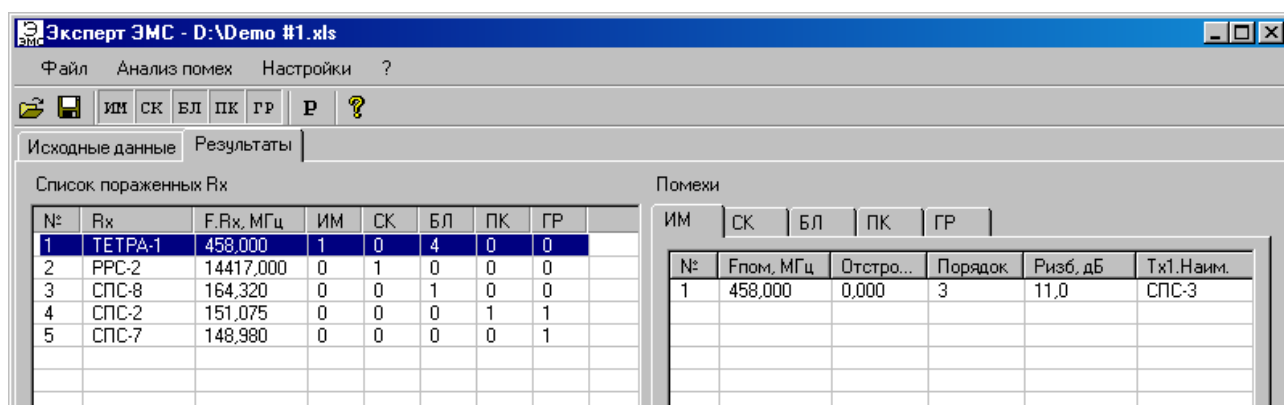 Эксперт ЭМС - D:\Demo #1.xls
Файл Анализ помех Настройки ?
ИМ СК БЛ ПК ГР Р
Исходные данные Результаты
Список пораженных Rx
№ Rx F.Rx, МГц ИМ СК БЛ ПК ГР
1 ТЕТРА-1 458,000 1 0 4 0 0
2 РРС-2 14417,000 0 1 0 0 0
3 СПС-8 164,320 0 0 1 0 0
4 СПС-2 151,075 0 0 0 1 1
5 СПС-7 148,980 0 0 0 0 1
Помехи
ИМ СК БЛ ПК ГР
№ Fпом, МГц Отстро... Порядок Ризб, дБ Tx1.Наим.
1 458,000 0,000 3 11,0 СПС-3